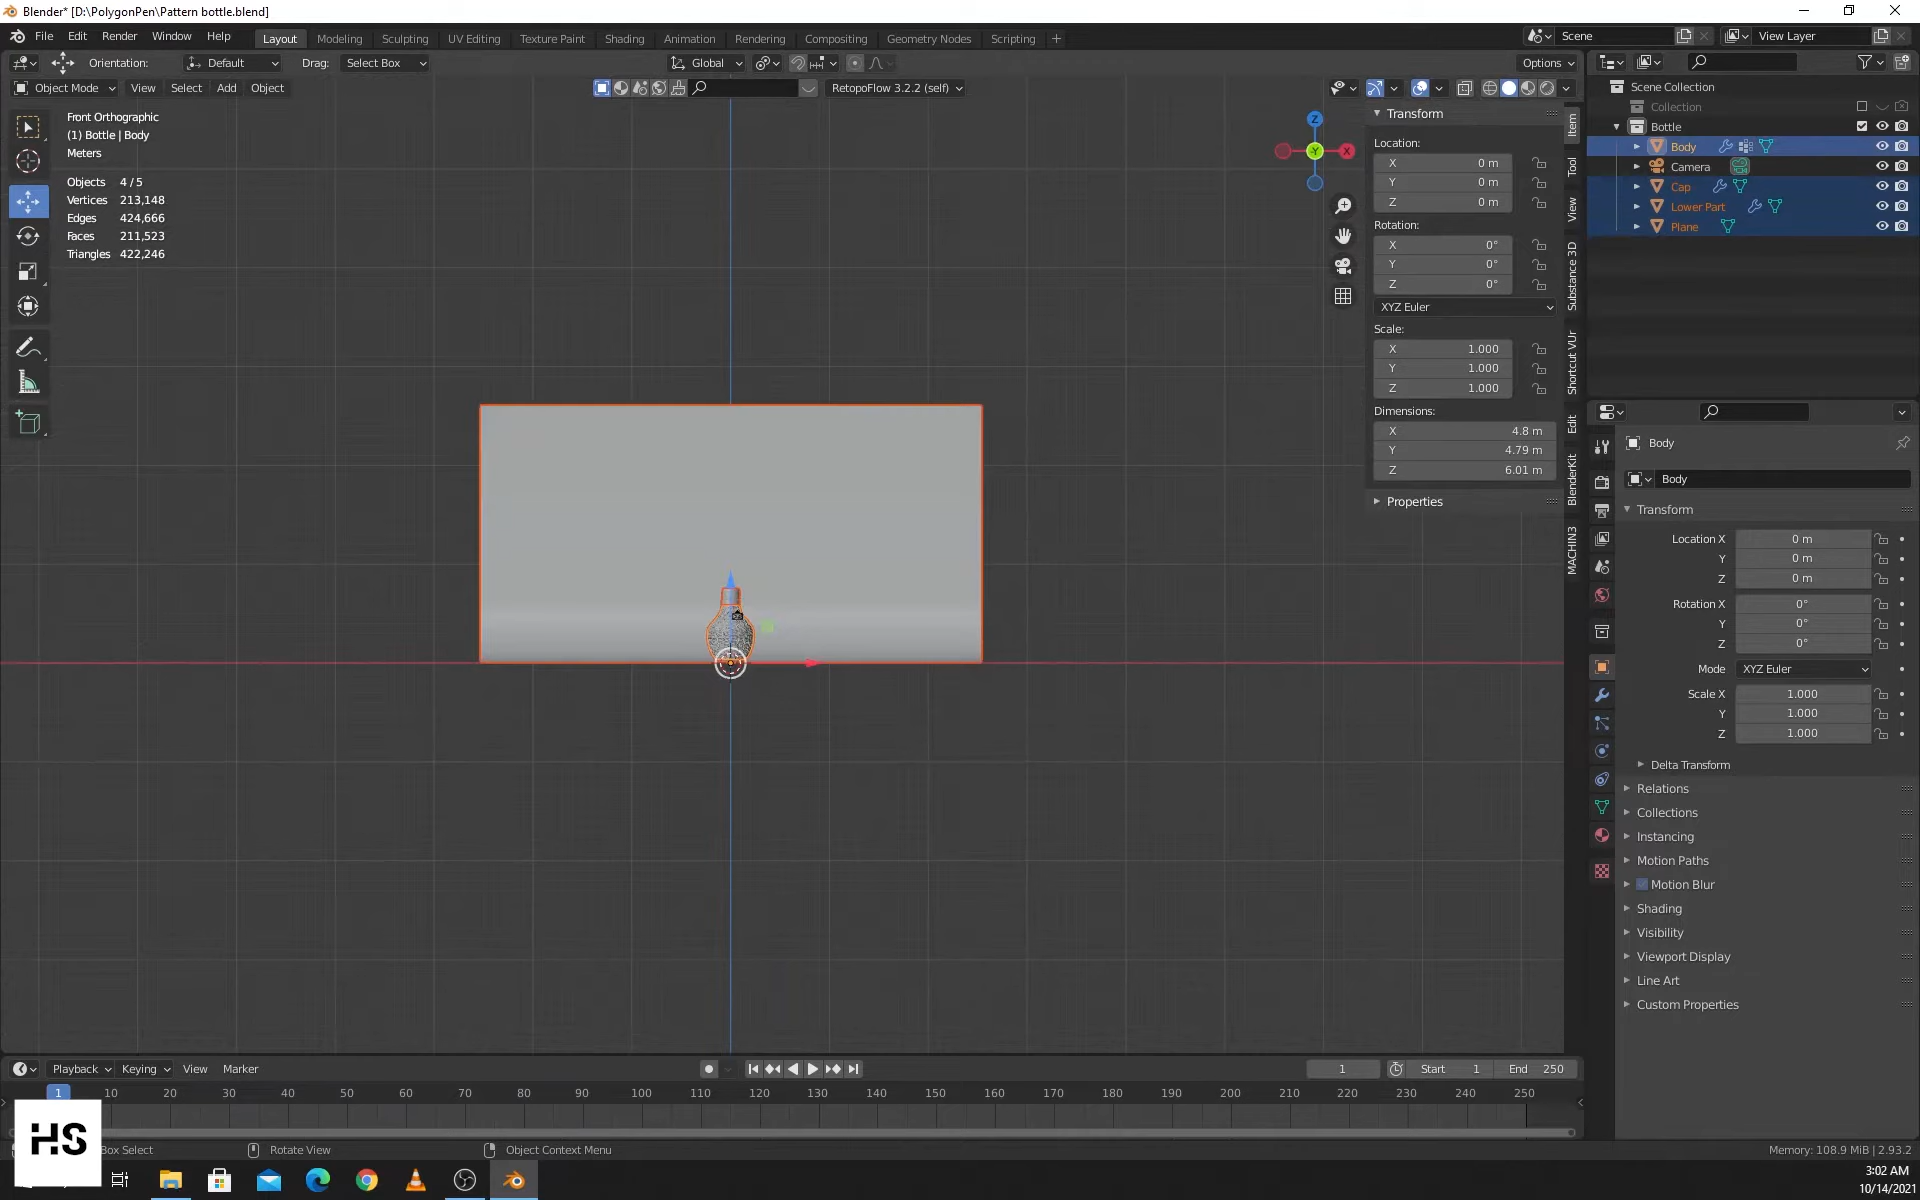 Blender* [D:\PolygonPen\Pattern bottle.blend]
File Edit Render Window Help
Layout Modeling Sculpting UV Editing Texture Paint Shading Animation Rendering Compositing Geometry Nodes Scripting +
Scene
View Layer
Orientation: Default Drag: Select Box
Global
Options
Object Mode View Select Add Object
RetopoFlow 3.2.2 (self)
Front Orthographic
(1) Bottle | Body
Meters
Objects 4 / 5
Vertices 213,148
Edges 424,666
Faces 211,523
Triangles 422,246
Z
Y
X
Transform
Location:
X 0 m
Y 0 m
Z 0 m
Rotation:
X 0°
Y 0°
Z 0°
XYZ Euler
Scale:
X 1.000
Y 1.000
Z 1.000
Dimensions:
X 4.8 m
Y 4.79 m
Z 6.01 m
Properties
Item
Tool
View
Substance 3D
Shortcut VUr
Edit
BlenderKit
MACHIN3
Scene Collection
Collection
Bottle
Body
Camera
Cap
Lower Part
Plane
Body
Body
Transform
Location X 0 m
Y 0 m
Z 0 m
Rotation X 0°
Y 0°
Z 0°
Mode XYZ Euler
Scale X 1.000
Y 1.000
Z 1.000
Delta Transform
Relations
Collections
Instancing
Motion Paths
Motion Blur
Shading
Visibility
Viewport Display
Line Art
Custom Properties
Playback Keying View Marker
1 Start 1 End 250
1 10 20 30 40 50 60 70 80 90 100 110 120 130 140 150 160 170 180 190 200 210 220 230 240 250
HS
Box Select Rotate View Object Context Menu
Memory: 108.9 MiB | 2.93.2
3:02 AM
10/14/2021